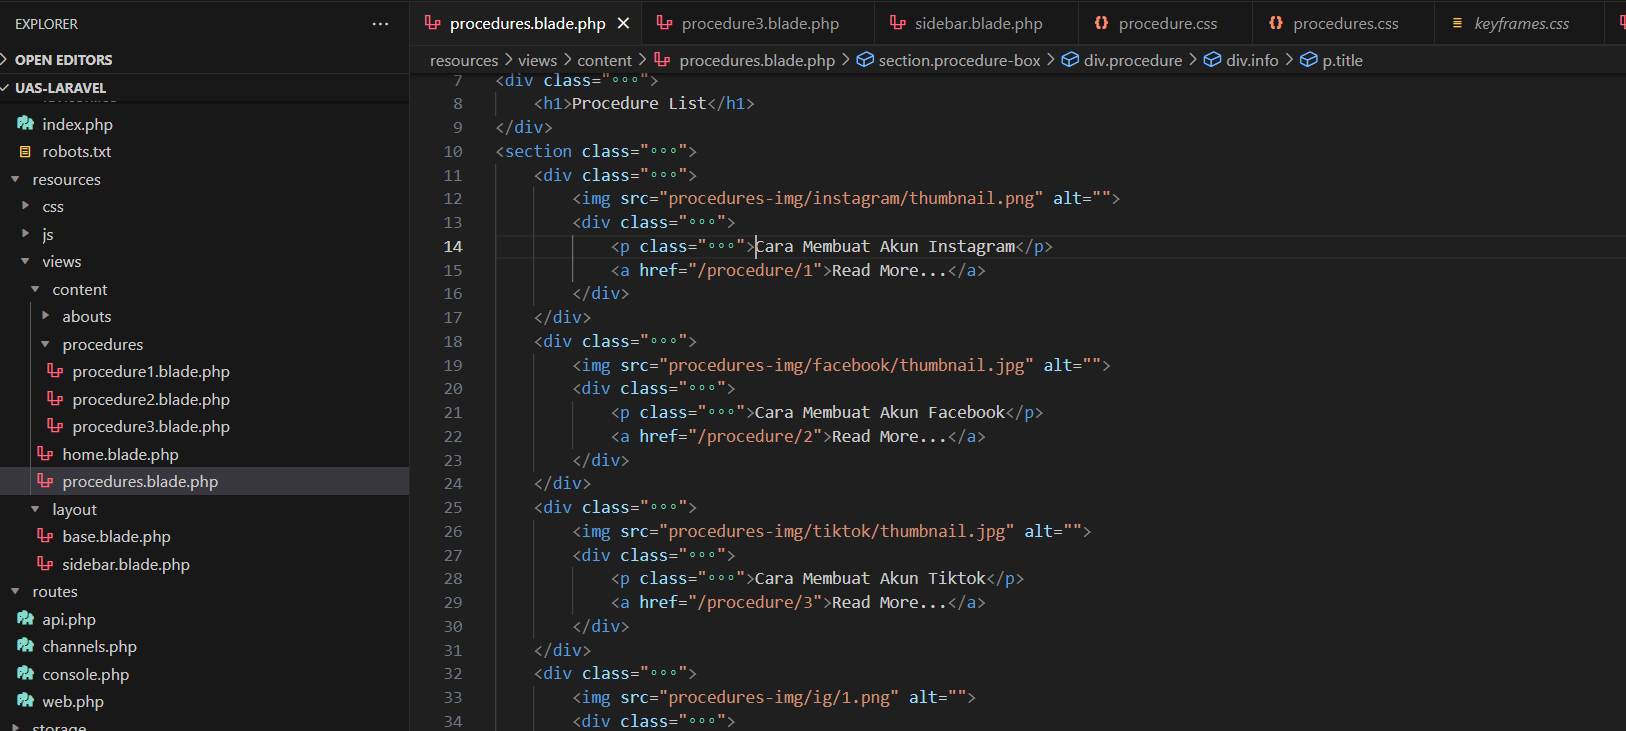 EXPLORER
···
OPEN EDITORS
UAS-LARAVEL
index.php
robots.txt
resources
css
js
views
content
abouts
procedures
procedure1.blade.php
procedure2.blade.php
procedure3.blade.php
home.blade.php
procedures.blade.php
layout
base.blade.php
sidebar.blade.php
routes
api.php
channels.php
console.php
web.php
storage
procedures.blade.php
procedure3.blade.php
sidebar.blade.php
procedure.css
procedures.css
keyframes.css
resources > views > content > procedures.blade.php > section.procedure-box > div.procedure > div.info > p.title
7 <div class="∘∘∘">
8 <h1>Procedure List</h1>
9 </div>
10 <section class="∘∘∘">
11 <div class="∘∘∘">
12 <img src="procedures-img/instagram/thumbnail.png" alt="">
13 <div class="∘∘∘">
14 <p class="∘∘∘">Cara Membuat Akun Instagram</p>
15 <a href="/procedure/1">Read More...</a>
16 </div>
17 </div>
18 <div class="∘∘∘">
19 <img src="procedures-img/facebook/thumbnail.jpg" alt="">
20 <div class="∘∘∘">
21 <p class="∘∘∘">Cara Membuat Akun Facebook</p>
22 <a href="/procedure/2">Read More...</a>
23 </div>
24 </div>
25 <div class="∘∘∘">
26 <img src="procedures-img/tiktok/thumbnail.jpg" alt="">
27 <div class="∘∘∘">
28 <p class="∘∘∘">Cara Membuat Akun Tiktok</p>
29 <a href="/procedure/3">Read More...</a>
30 </div>
31 </div>
32 <div class="∘∘∘">
33 <img src="procedures-img/ig/1.png" alt="">
34 <div class="∘∘∘">